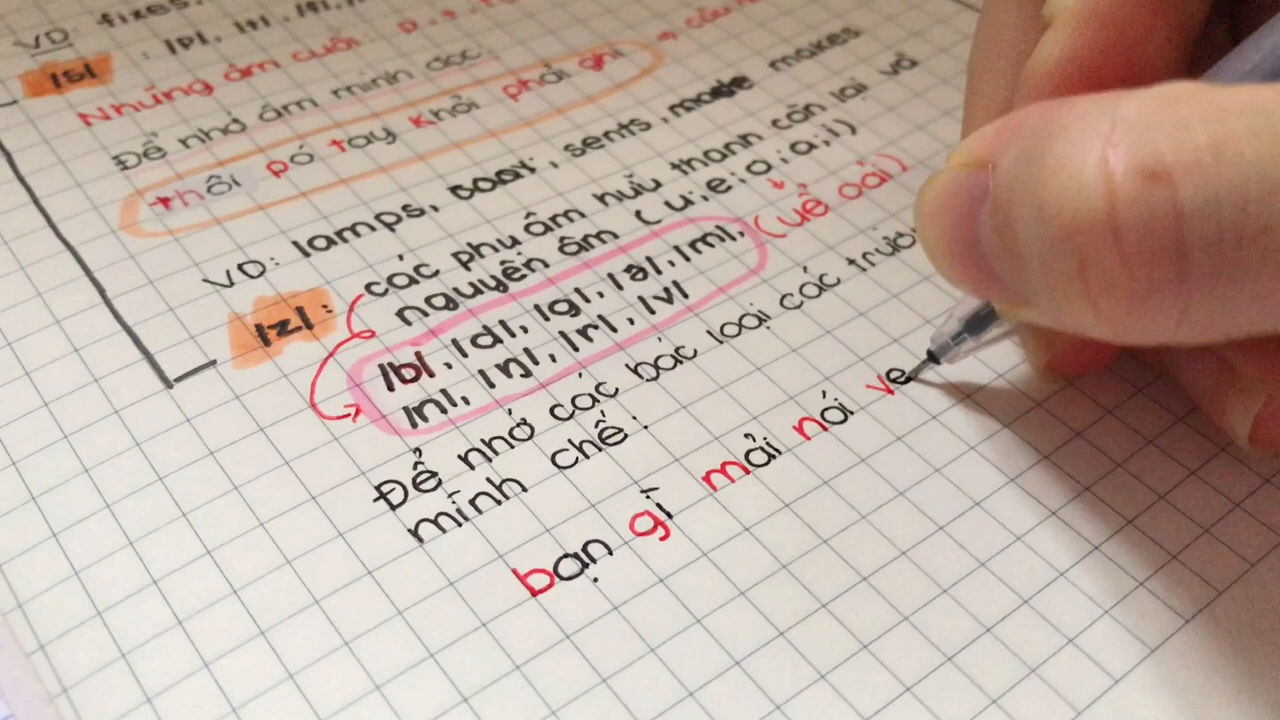 VD: fixes.
/s/ : /p/, /t/, /f/,
Những âm cuối: p, t,
Để nhớ âm mình đọc
thôi pó tay khỏi phải ghi
VD: lamps, , sents, makes
/z/: các phụ âm hữu thanh còn lại và
nguyên âm (u;e;o;a;i)
(uể oải)
/b/, /d/, /g/, /ð/, /m/,
/n/, /ŋ/, /r/, /v/
Để nhớ các bác loại các trườ
mình chế:
bạn gì mải nói ve